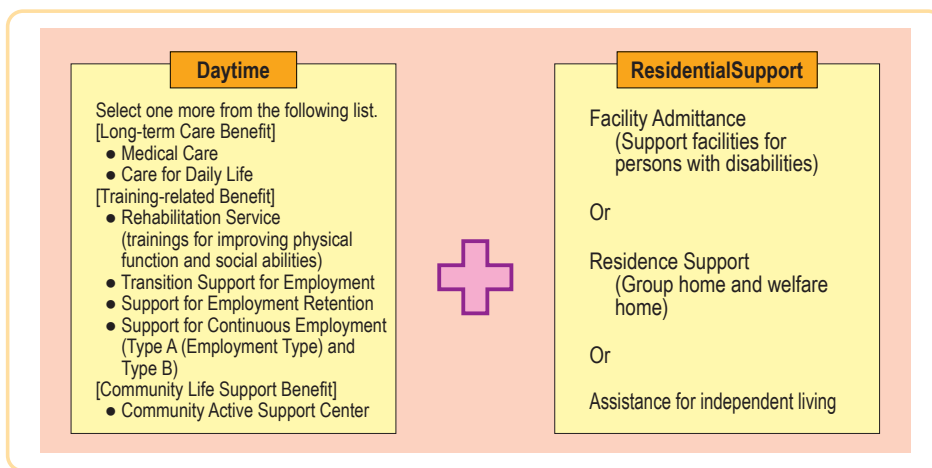 Daytime
Select one more from the following list.
[Long-term Care Benefit]
● Medical Care
● Care for Daily Life
[Training-related Benefit]
● Rehabilitation Service
(trainings for improving physical
function and social abilities)
● Transition Support for Employment
● Support for Employment Retention
● Support for Continuous Employment
(Type A (Employment Type) and
Type B)
[Community Life Support Benefit]
● Community Active Support Center
ResidentialSupport
Facility Admittance
(Support facilities for
persons with disabilities)
Or
Residence Support
(Group home and welfare
home)
Or
Assistance for independent living